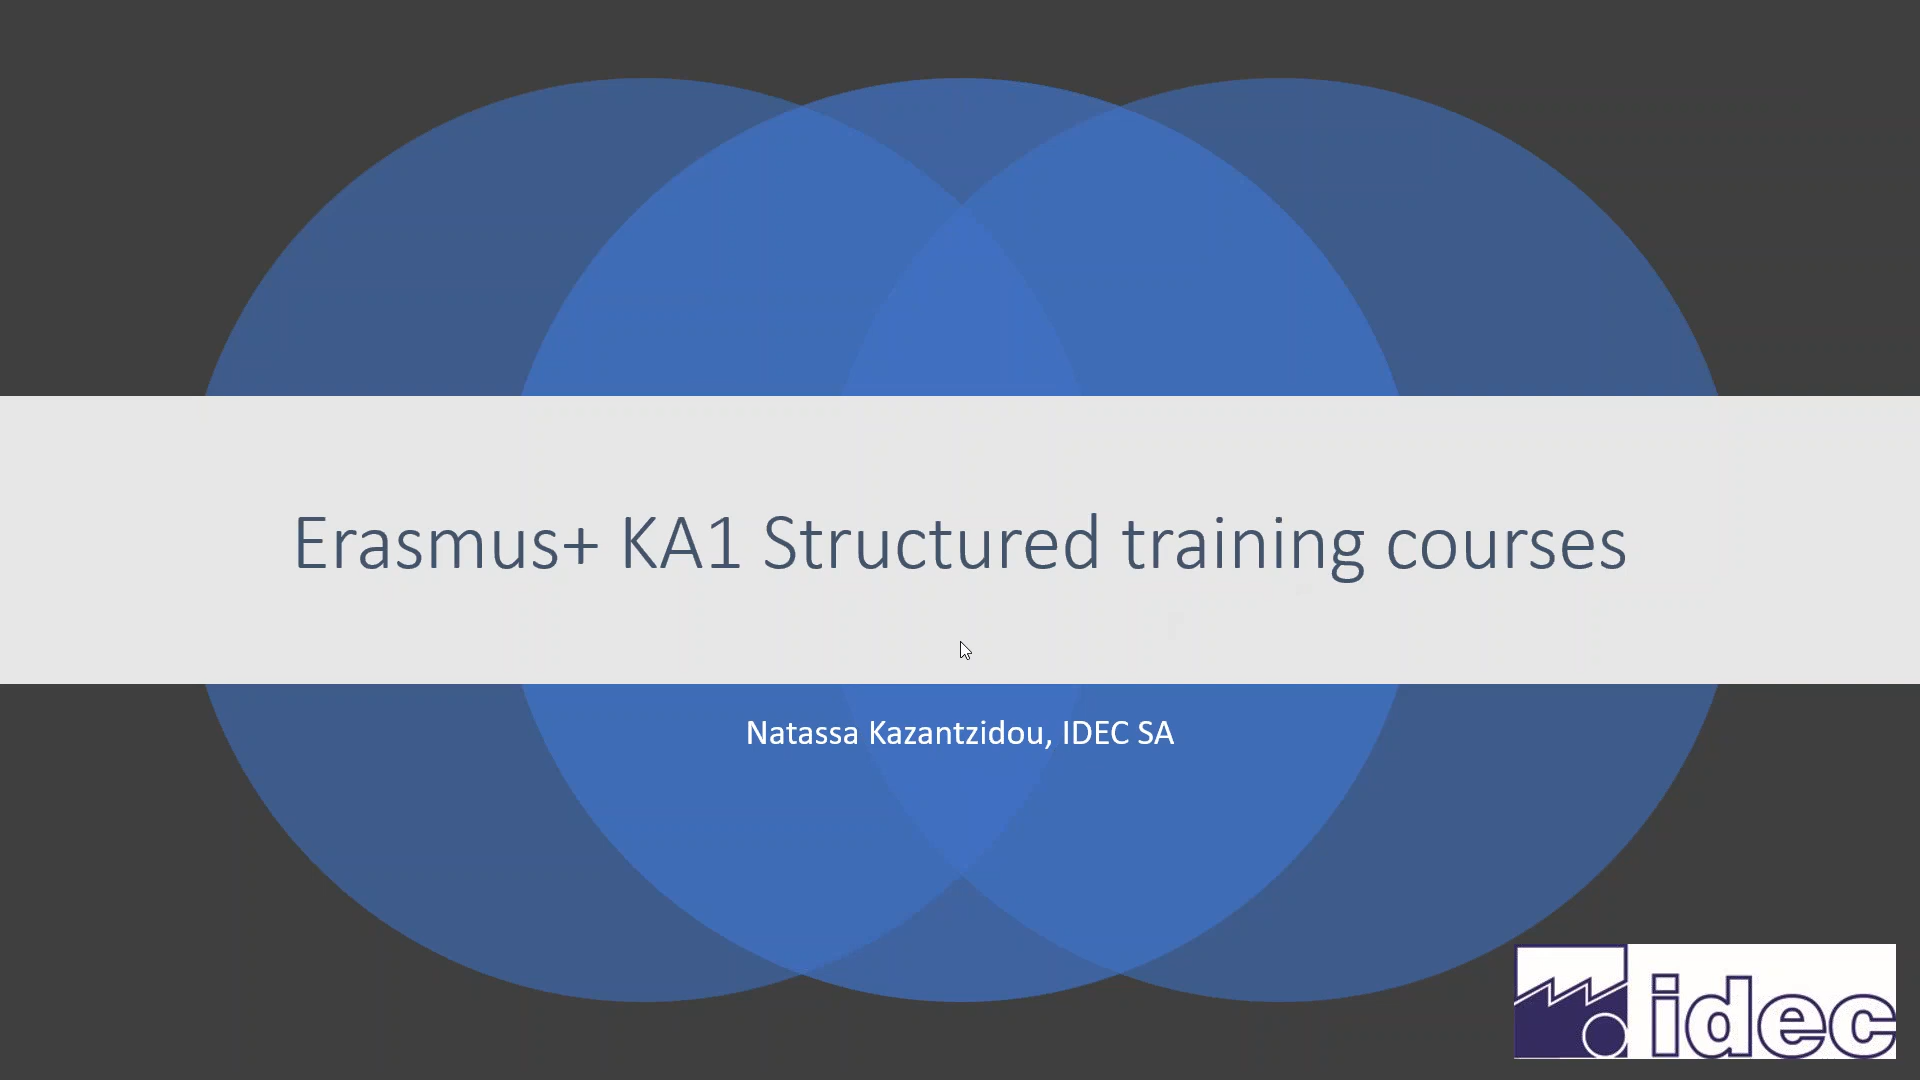 Erasmus+ KA1 Structured training courses
Natassa Kazantzidou, IDEC SA
idec